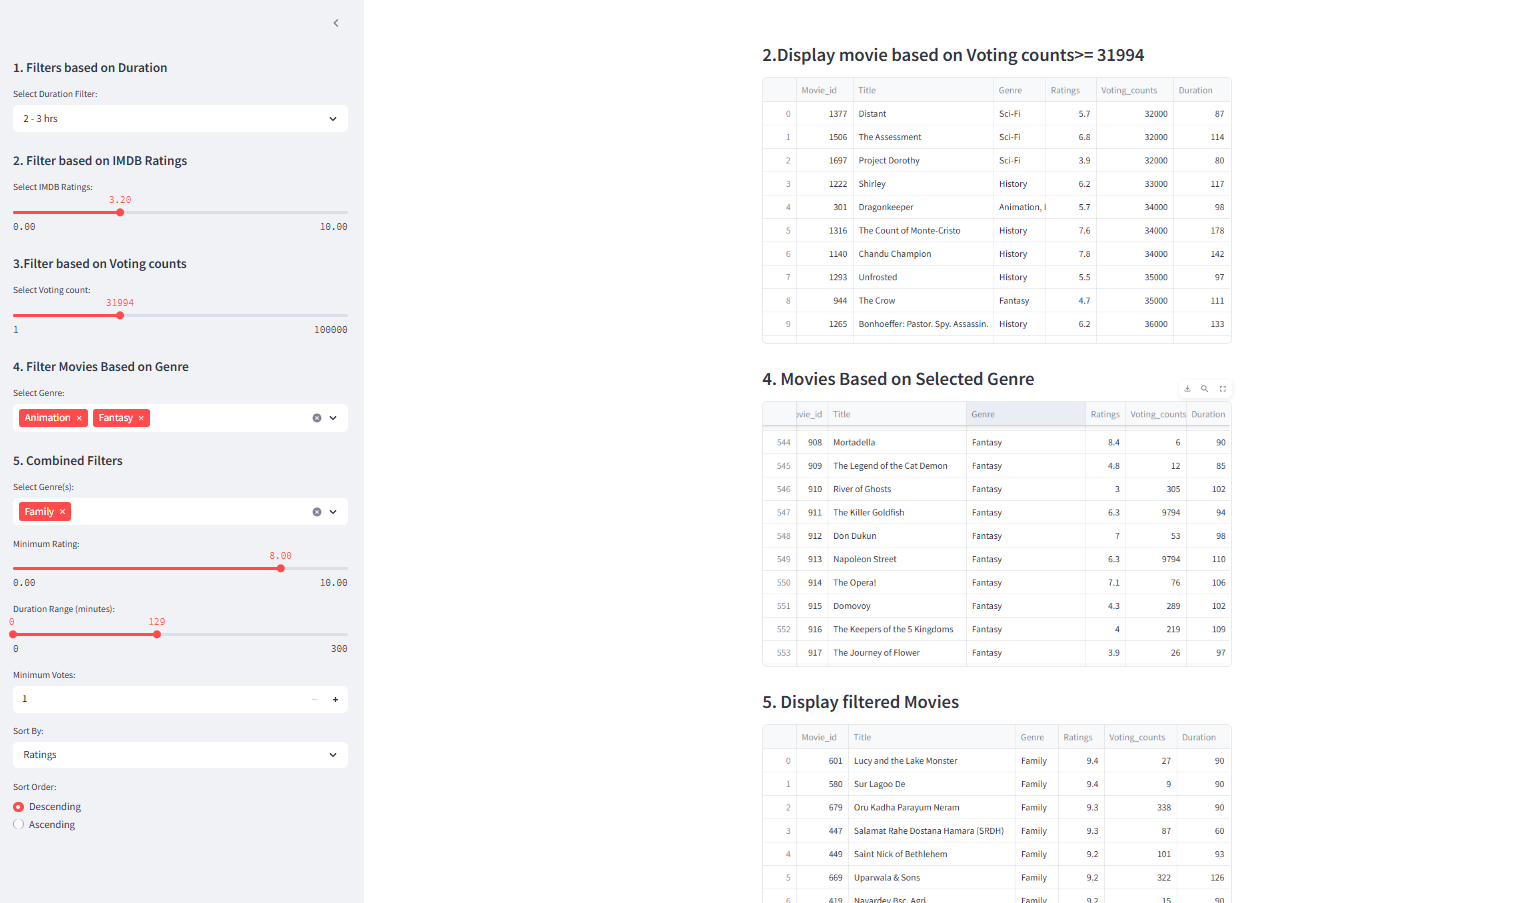 1. Filters based on Duration
Select Duration Filter:
2 - 3 hrs
2. Filter based on IMDB Ratings
Select IMDB Ratings:
3.20
0.00 10.00
3.Filter based on Voting counts
Select Voting count:
31994
1 100000
4. Filter Movies Based on Genre
Select Genre:
Animation × Fantasy ×
5. Combined Filters
Select Genre(s):
Family ×
Minimum Rating:
8.00
0.00 10.00
Duration Range (minutes):
0 129
0 300
Minimum Votes:
1 − +
Sort By:
Ratings
Sort Order:
Descending
Ascending
2.Display movie based on Voting counts>= 31994
Movie_id Title Genre Ratings Voting_counts Duration
0 1377 Distant Sci-Fi 5.7 32000 87
1 1506 The Assessment Sci-Fi 6.8 32000 114
2 1697 Project Dorothy Sci-Fi 3.9 32000 80
3 1222 Shirley History 6.2 33000 117
4 301 Dragonkeeper Animation, 5.7 34000 98
5 1316 The Count of Monte-Cristo History 7.6 34000 178
6 1140 Chandu Champion History 7.8 34000 142
7 1293 Unfrosted History 5.5 35000 97
8 944 The Crow Fantasy 4.7 35000 111
9 1265 Bonhoeffer: Pastor. Spy. Assassin. History 6.2 36000 133
4. Movies Based on Selected Genre
ovie_id Title Genre Ratings Voting_counts Duration
544 908 Mortadella Fantasy 8.4 6 90
545 909 The Legend of the Cat Demon Fantasy 4.8 12 85
546 910 River of Ghosts Fantasy 3 305 102
547 911 The Killer Goldfish Fantasy 6.3 9794 94
548 912 Don Dukun Fantasy 7 53 98
549 913 Napoleon Street Fantasy 6.3 9794 110
550 914 The Opera! Fantasy 7.1 76 106
551 915 Domovoy Fantasy 4.3 289 102
552 916 The Keepers of the 5 Kingdoms Fantasy 4 219 109
553 917 The Journey of Flower Fantasy 3.9 26 97
5. Display filtered Movies
Movie_id Title Genre Ratings Voting_counts Duration
0 601 Lucy and the Lake Monster Family 9.4 27 90
1 580 Sur Lagoo De Family 9.4 9 90
2 679 Oru Kadha Parayum Neram Family 9.3 338 90
3 447 Salamat Rahe Dostana Hamara (SRDH) Family 9.3 87 60
4 449 Saint Nick of Bethlehem Family 9.2 101 93
5 669 Uparwala & Sons Family 9.2 322 126
6 419 Navardev Bsc. Agri. Family 9.2 15 90